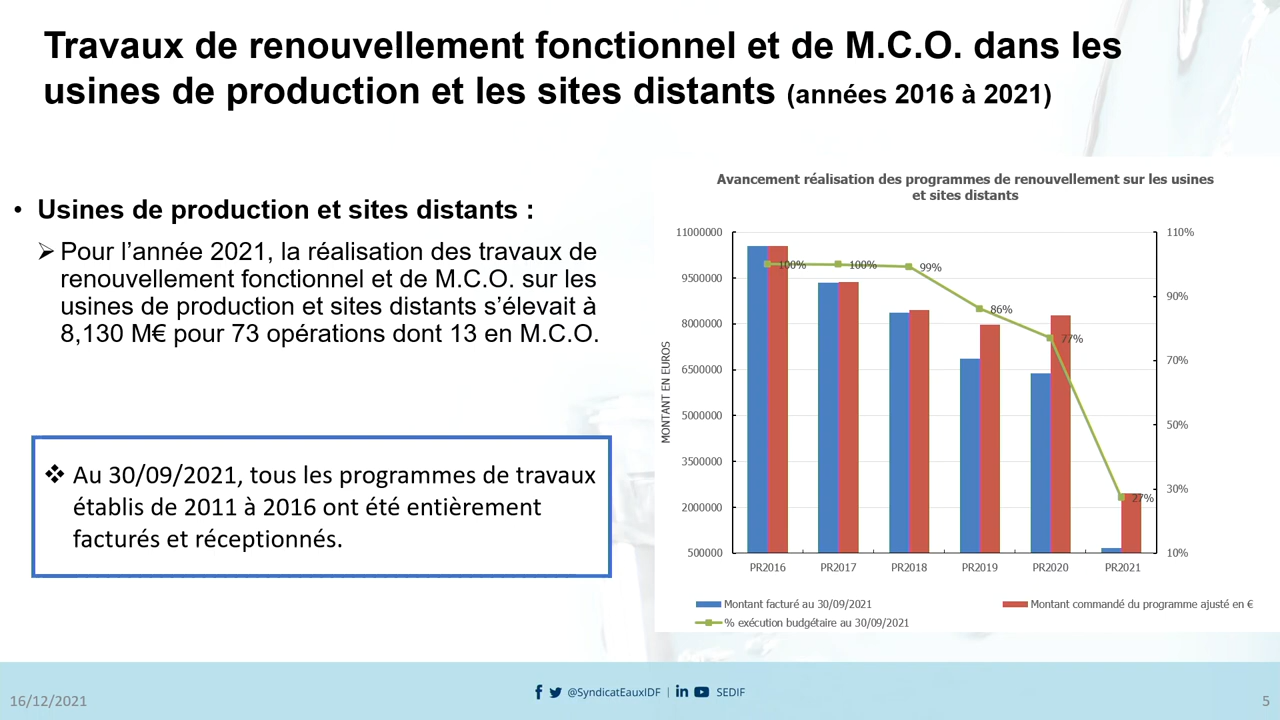 Travaux de renouvellement fonctionnel et de M.C.O. dans les
usines de production et les sites distants (années 2016 à 2021)
• Usines de production et sites distants :
➢ Pour l’année 2021, la réalisation des travaux de
renouvellement fonctionnel et de M.C.O. sur les
usines de production et sites distants s’élevait à
8,130 M€ pour 73 opérations dont 13 en M.C.O.
❖ Au 30/09/2021, tous les programmes de travaux
établis de 2011 à 2016 ont été entièrement
facturés et réceptionnés.
Avancement réalisation des programmes de renouvellement sur les usines
et sites distants
MONTANT EN EUROS
11000000
9500000
8000000
6500000
5000000
3500000
2000000
500000
100%
100%
99%
86%
77%
27%
110%
90%
70%
50%
30%
10%
PR2016 PR2017 PR2018 PR2019 PR2020 PR2021
Montant facturé au 30/09/2021
Montant commandé du programme ajusté en €
% exécution budgétaire au 30/09/2021
16/12/2021
@SyndicatEauxIDF | SEDIF
5